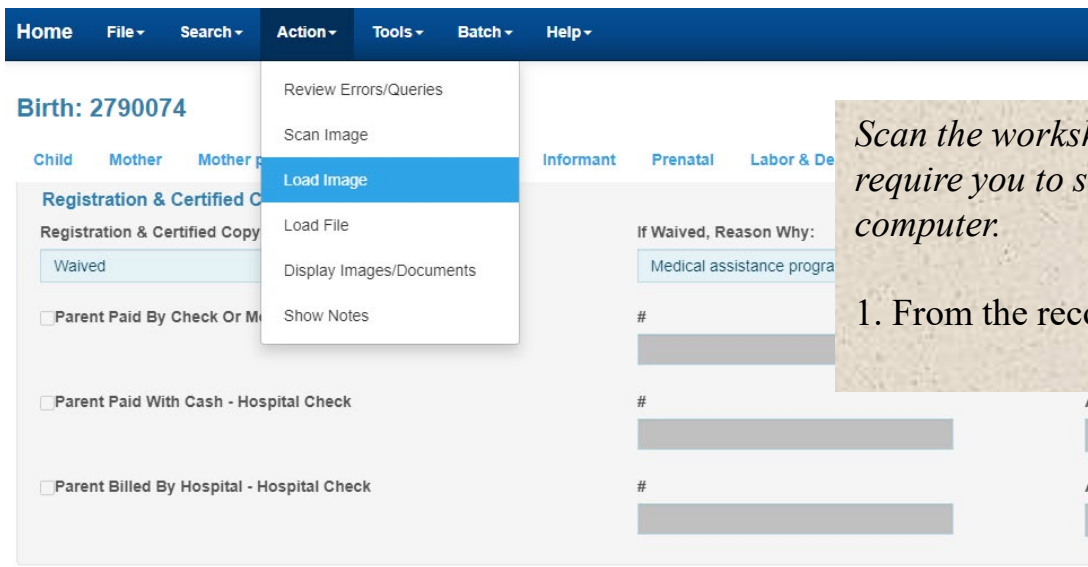 Home File Search Action Tools Batch Help
Birth: 2790074
Review Errors/Queries
Scan Image
Load Image
Load File
Display Images/Documents
Show Notes
Child Mother Mother Informant Prenatal Labor &
Registration & Certified
Registration & Certified Copy
If Waived, Reason Why:
Waived
Medical assistance
Parent Paid By Check Or
#
Parent Paid With Cash - Hospital Check
#
Parent Billed By Hospital - Hospital Check
#
Scan the
require you to
computer.
1. From the